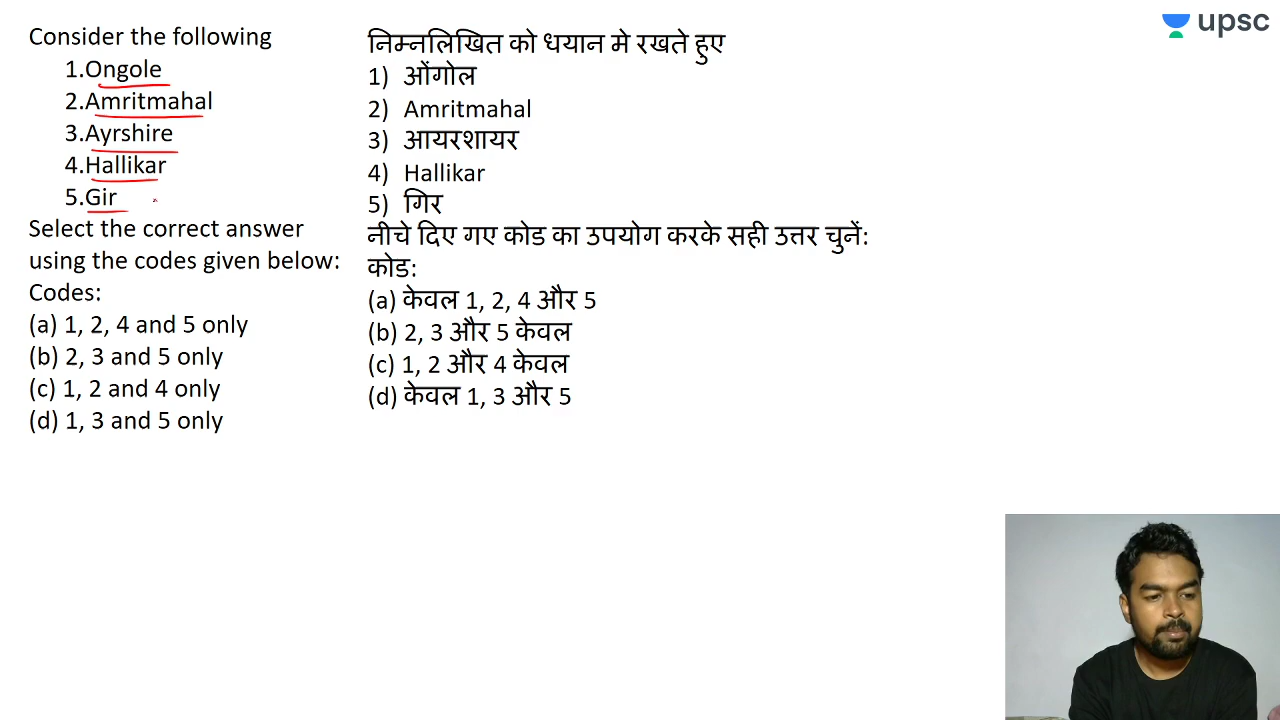 Consider the following
1.Ongole
2.Amritmahal
3.Ayrshire
4.Hallikar
5.Gir
Select the correct answer
using the codes given below:
Codes:
(a) 1, 2, 4 and 5 only
(b) 2, 3 and 5 only
(c) 1, 2 and 4 only
(d) 1, 3 and 5 only
निम्नलिखित को धयान मे रखते हुए
1) ओंगोल
2) Amritmahal
3) आयरशायर
4) Hallikar
5) गिर
नीचे दिए गए कोड का उपयोग करके सही उत्तर चुनें:
कोड:
(a) केवल 1, 2, 4 और 5
(b) 2, 3 और 5 केवल
(c) 1, 2 और 4 केवल
(d) केवल 1, 3 और 5
upsc